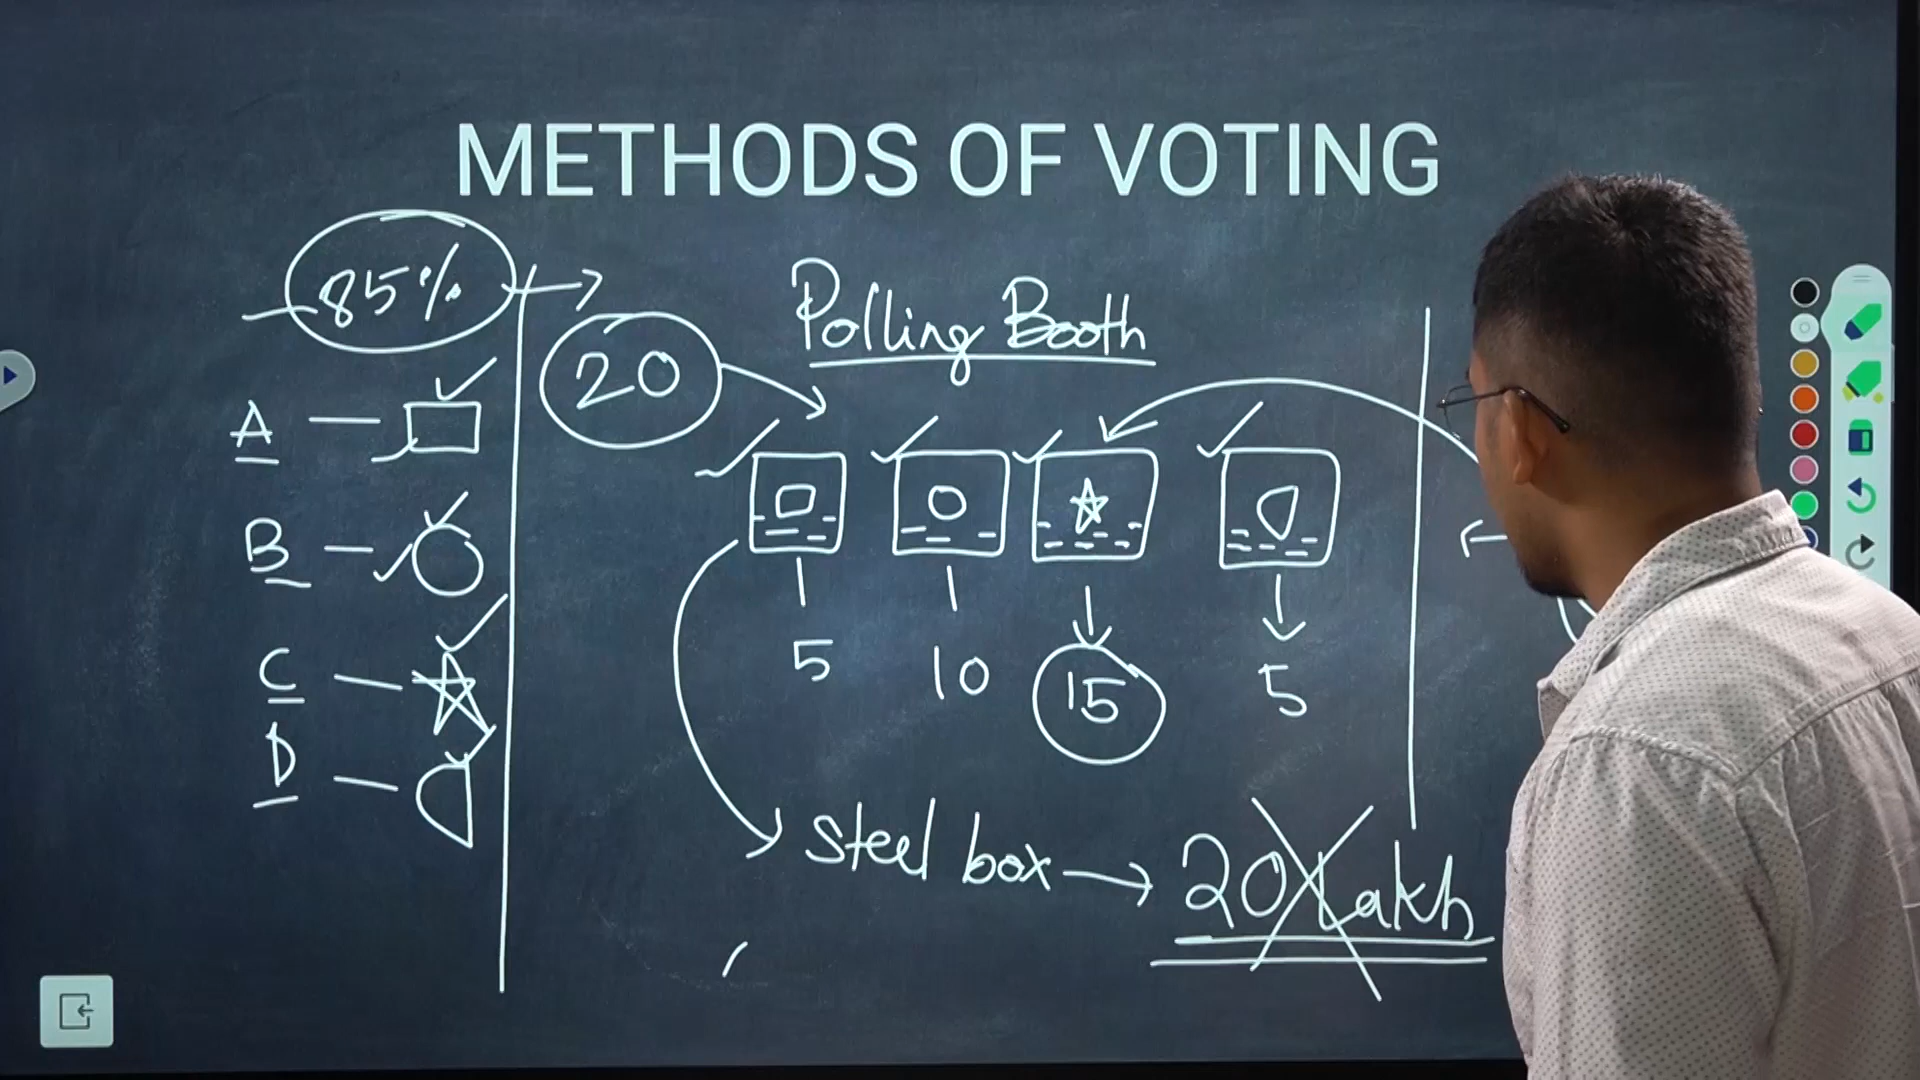 METHODS OF VOTING
85%
20
Polling Booth
A
B
C
D
5 10 15 5
Steel box → 20 Lakh